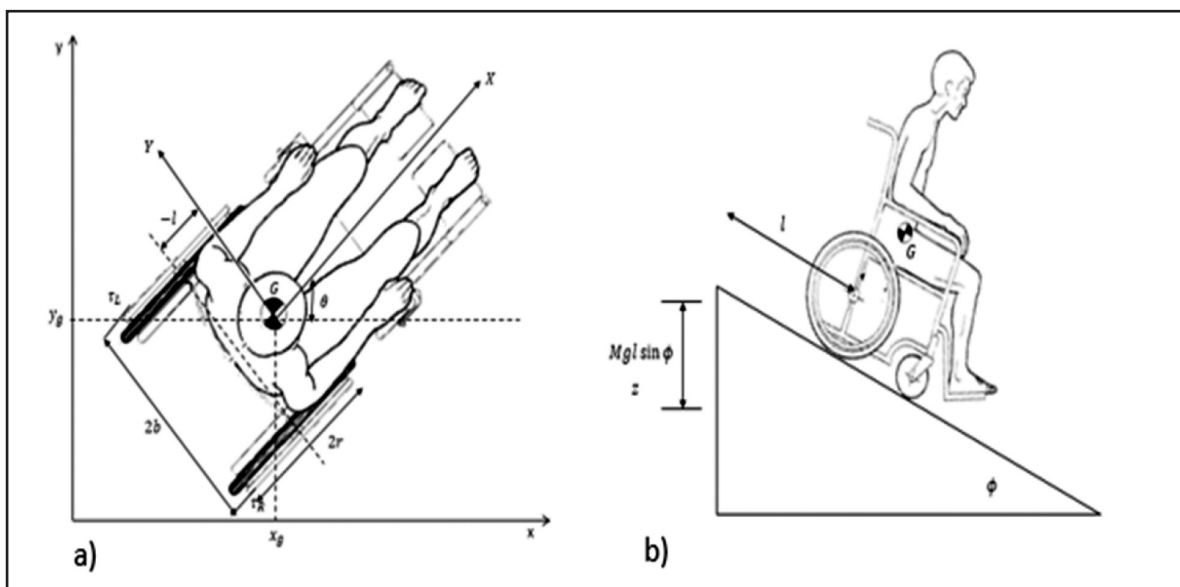 y
X
Y
−l
G
θ
τL
yg
2b
2r
τR
xg
x
a)
l
G
Mgl sin ϕ
z
ϕ
b)